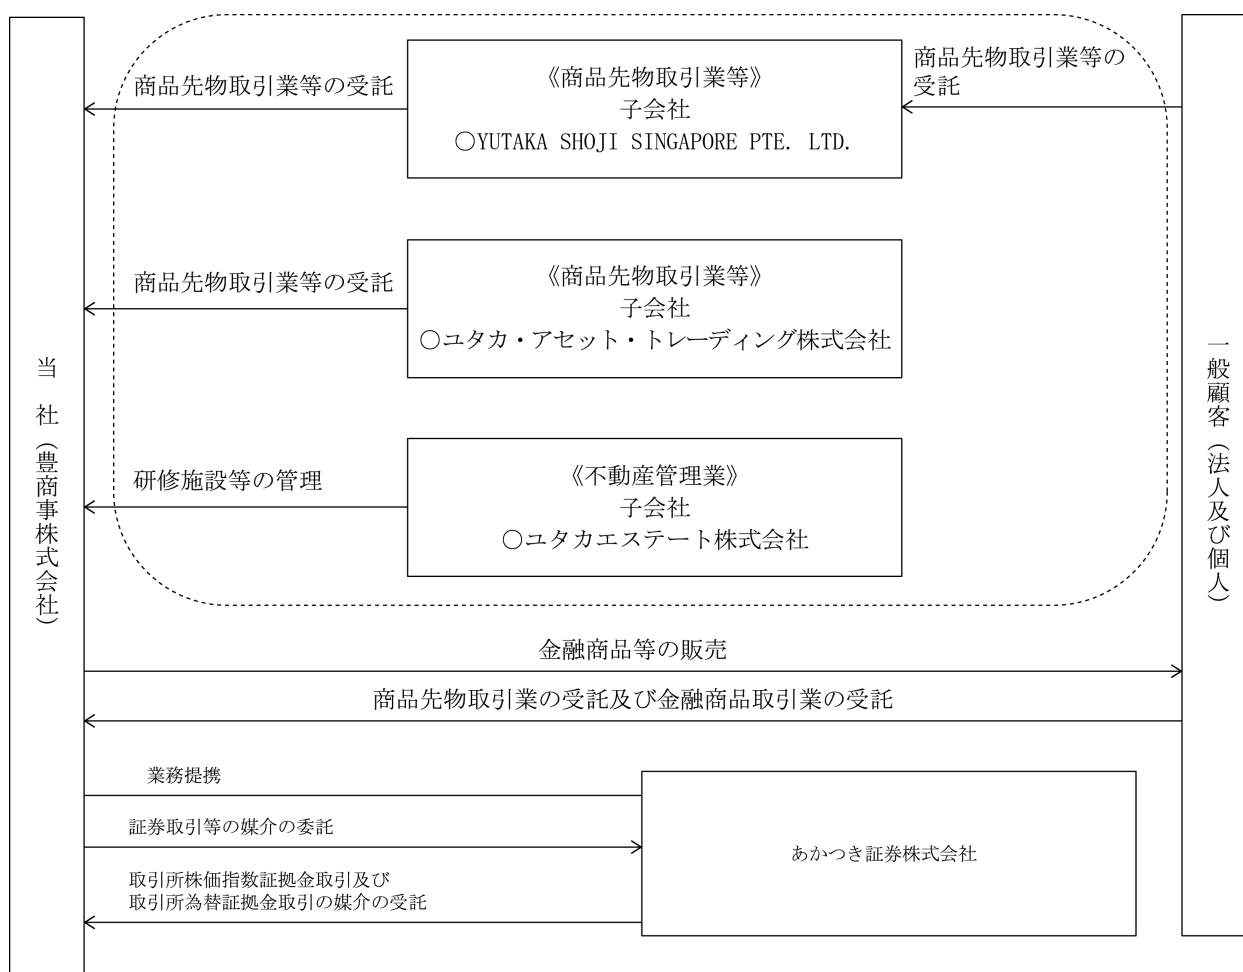 当　社（豊商事株式会社）
商品先物取引業等の受託
《商品先物取引業等》
子会社
○YUTAKA SHOJI SINGAPORE PTE. LTD.
商品先物取引業等の
受託
商品先物取引業等の受託
《商品先物取引業等》
子会社
○ユタカ・アセット・トレーディング株式会社
研修施設等の管理
《不動産管理業》
子会社
○ユタカエステート株式会社
一般顧客（法人及び個人）
金融商品等の販売
商品先物取引業の受託及び金融商品取引業の受託
業務提携
証券取引等の媒介の委託
取引所株価指数証拠金取引及び
取引所為替証拠金取引の媒介の受託
あかつき証券株式会社